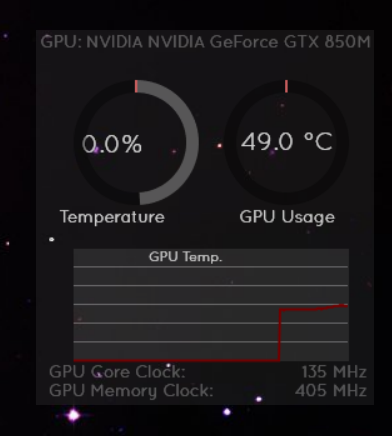 GPU: NVIDIA NVIDIA GeForce GTX 850M
0.0%
49.0 °C
Temperature
GPU Usage
GPU Temp.
GPU Core Clock: 135 MHz
GPU Memory Clock: 405 MHz